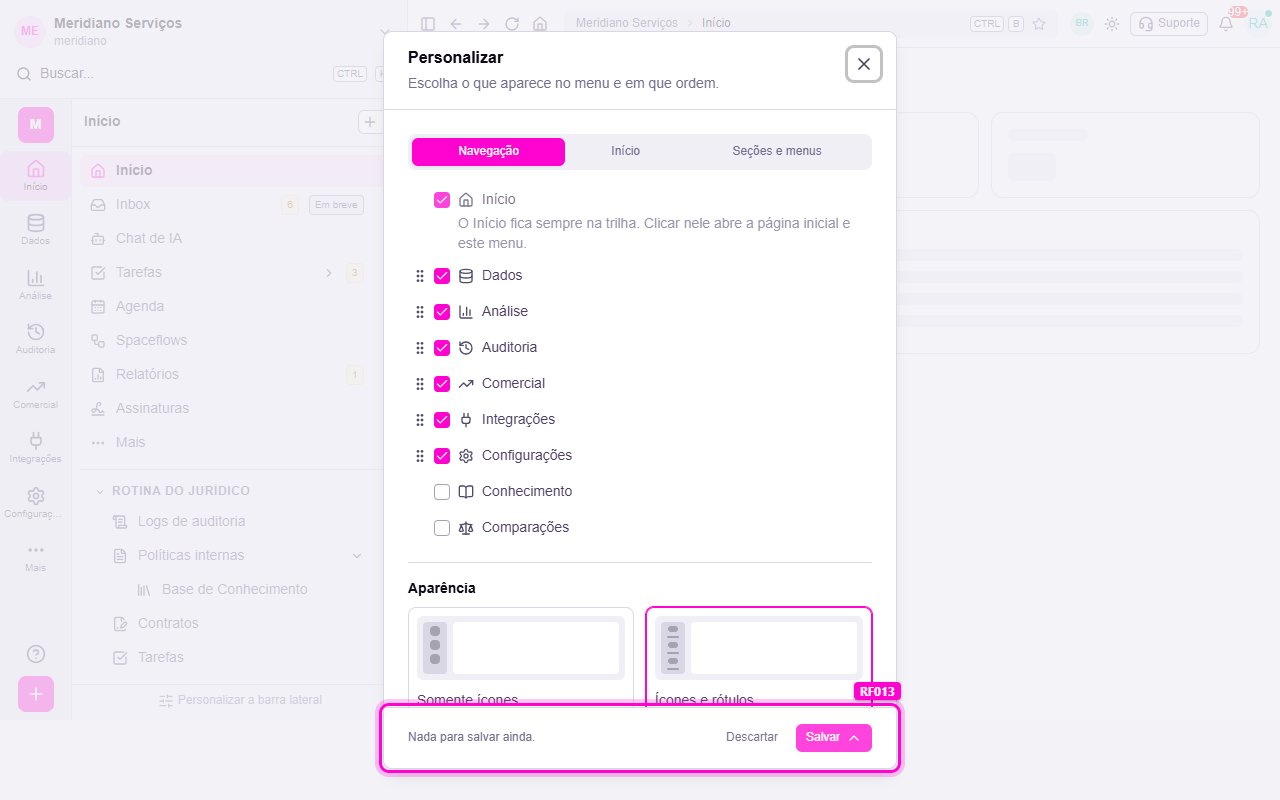 ME
Meridiano Serviços
meridiano
Buscar...
CTRL
Meridiano Serviços > Início
CTRL B
BR
Suporte
99+
RA
Personalizar
Escolha o que aparece no menu e em que ordem.
M
Início
Dados
Análise
Auditoria
Comercial
Integrações
Configuraç...
Mais
Início
Início
Inbox 6 Em breve
Chat de IA
Tarefas 3
Agenda
Spaceflows
Relatórios 1
Assinaturas
Mais
ROTINA DO JURÍDICO
Logs de auditoria
Políticas internas
Base de Conhecimento
Contratos
Tarefas
Personalizar a barra lateral
Navegação Início Seções e menus
Início
O Início fica sempre na trilha. Clicar nele abre a página inicial e
este menu.
Dados
Análise
Auditoria
Comercial
Integrações
Configurações
Conhecimento
Comparações
Aparência
Somente ícones
Ícones e rótulos
RF013
Nada para salvar ainda.
Descartar
Salvar